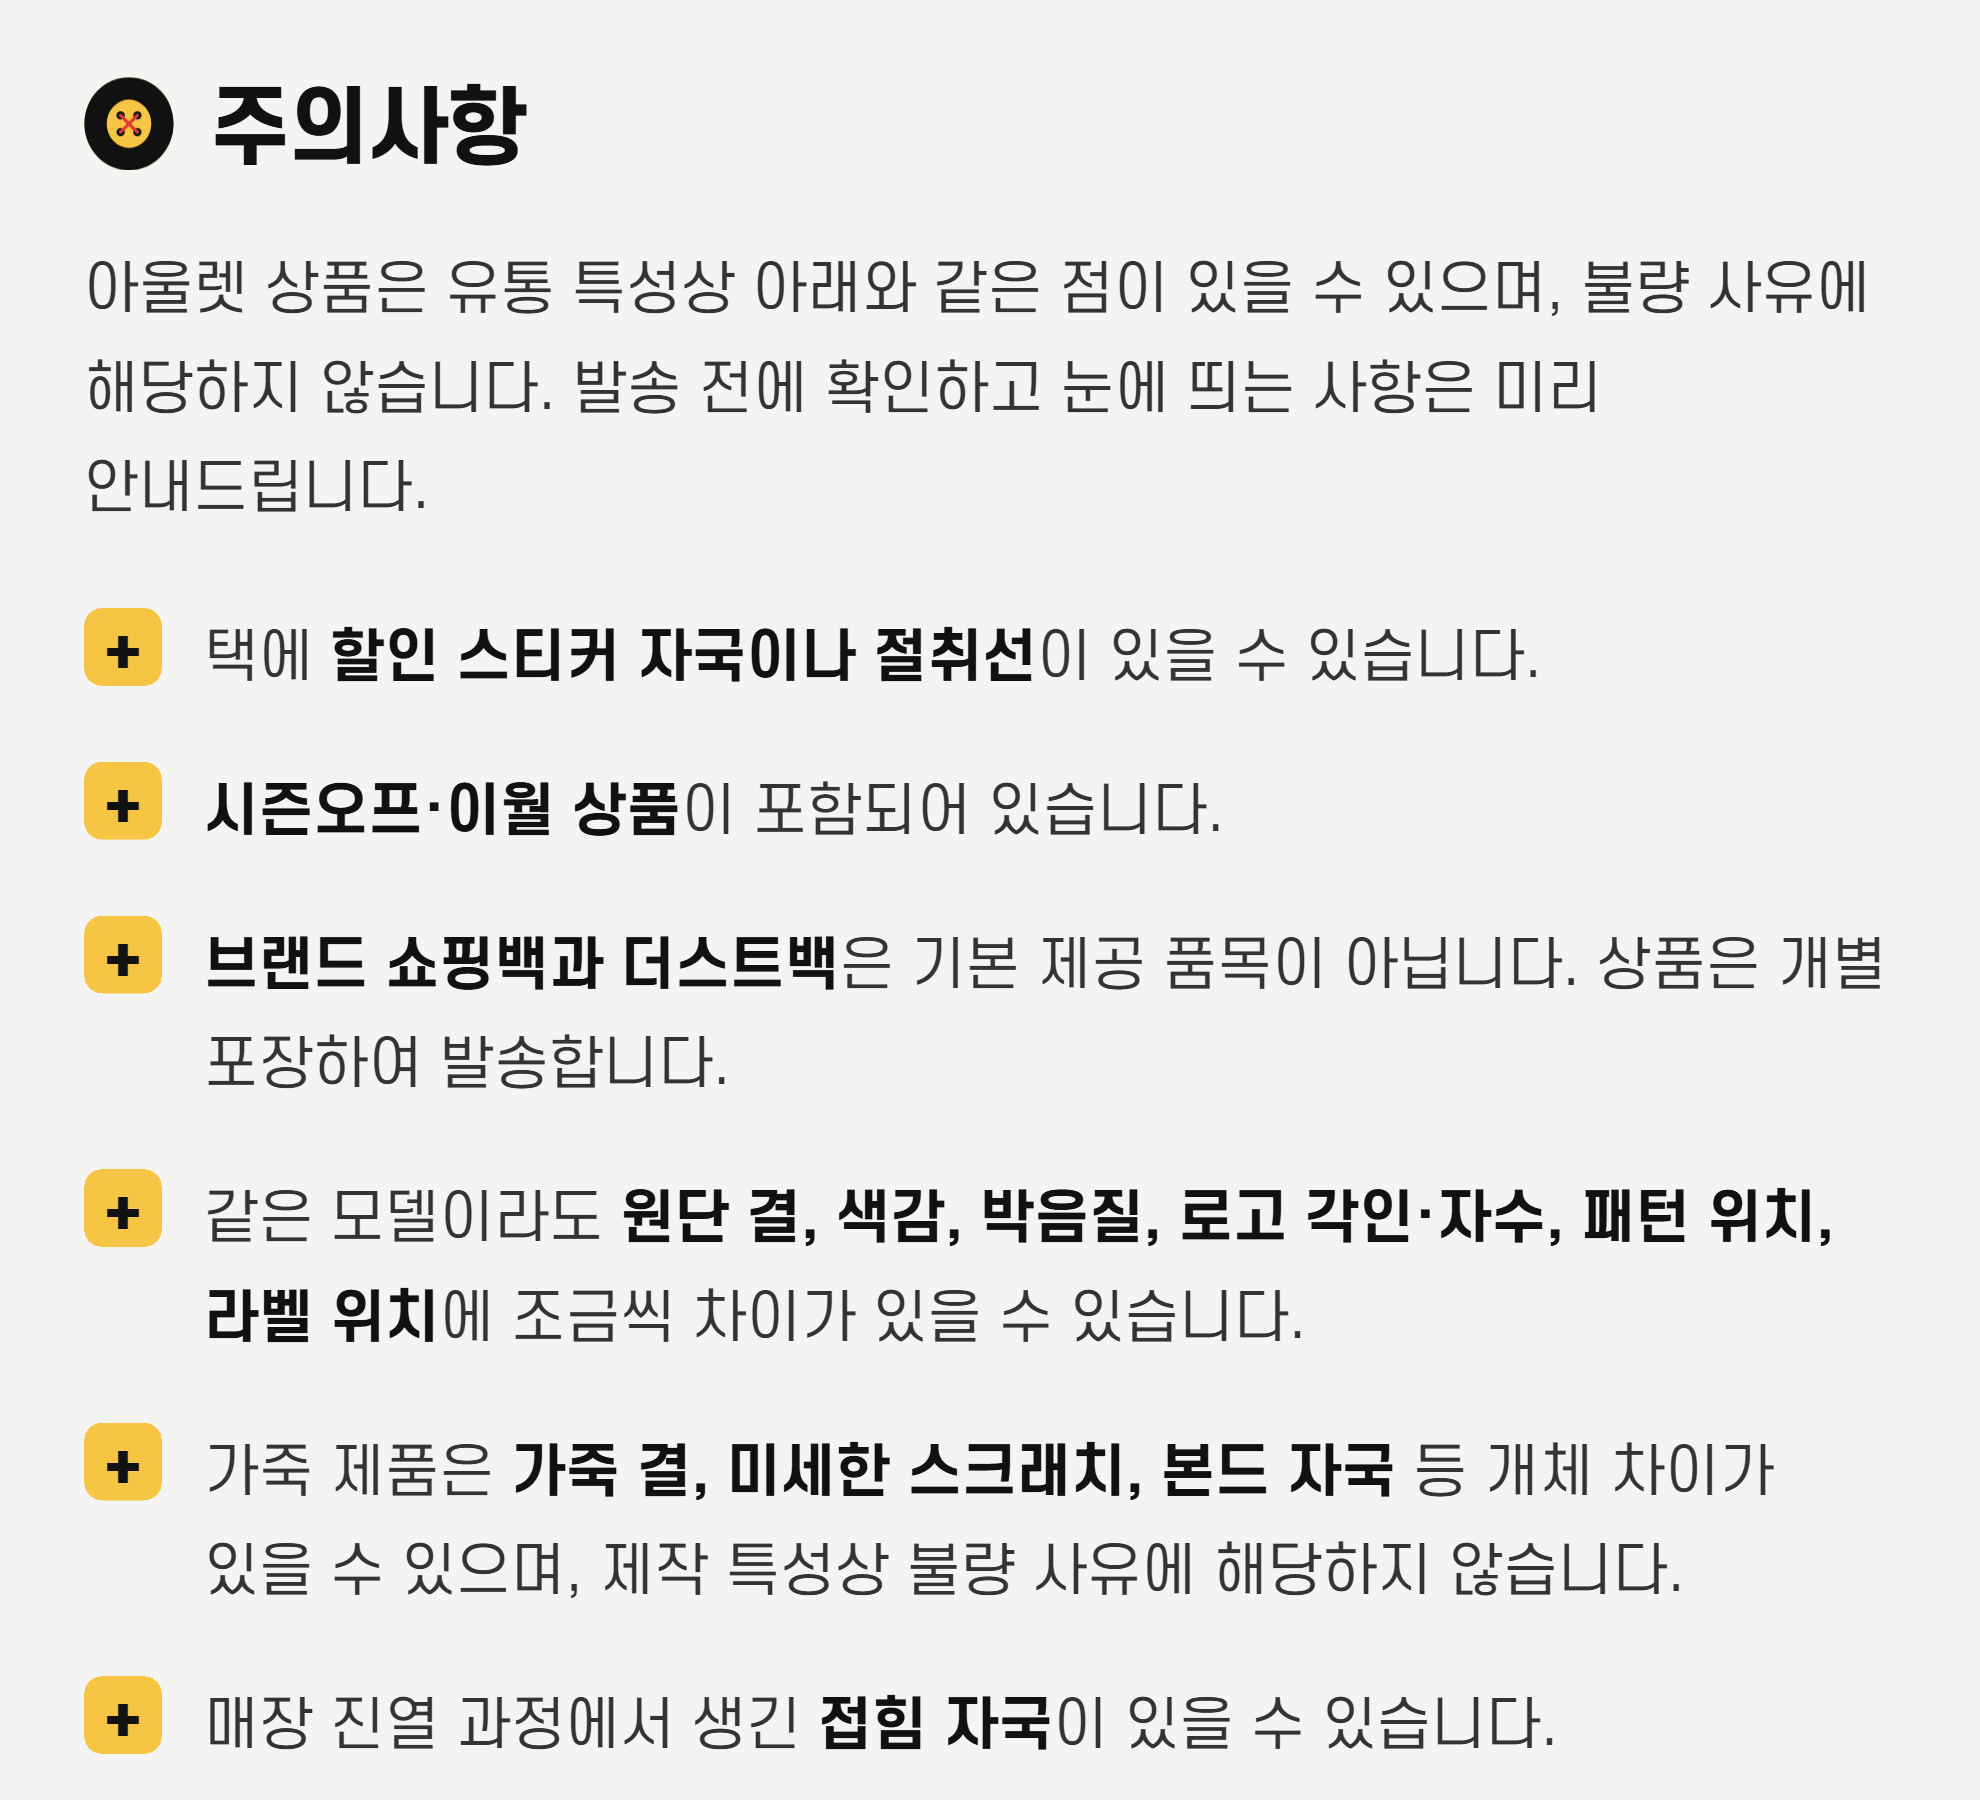 주의사항
아울렛 상품은 유통 특성상 아래와 같은 점이 있을 수 있으며, 불량 사유에
해당하지 않습니다. 발송 전에 확인하고 눈에 띄는 사항은 미리
안내드립니다.
택에 할인 스티커 자국이나 절취선이 있을 수 있습니다.
시즌오프·이월 상품이 포함되어 있습니다.
브랜드 쇼핑백과 더스트백은 기본 제공 품목이 아닙니다. 상품은 개별
포장하여 발송합니다.
같은 모델이라도 원단 결, 색감, 박음질, 로고 각인·자수, 패턴 위치,
라벨 위치에 조금씩 차이가 있을 수 있습니다.
가죽 제품은 가죽 결, 미세한 스크래치, 본드 자국 등 개체 차이가
있을 수 있으며, 제작 특성상 불량 사유에 해당하지 않습니다.
매장 진열 과정에서 생긴 접힘 자국이 있을 수 있습니다.